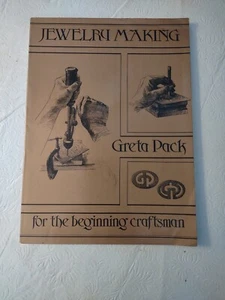 JEWELRY MAKING
Greta Pack
for the beginning craftsman